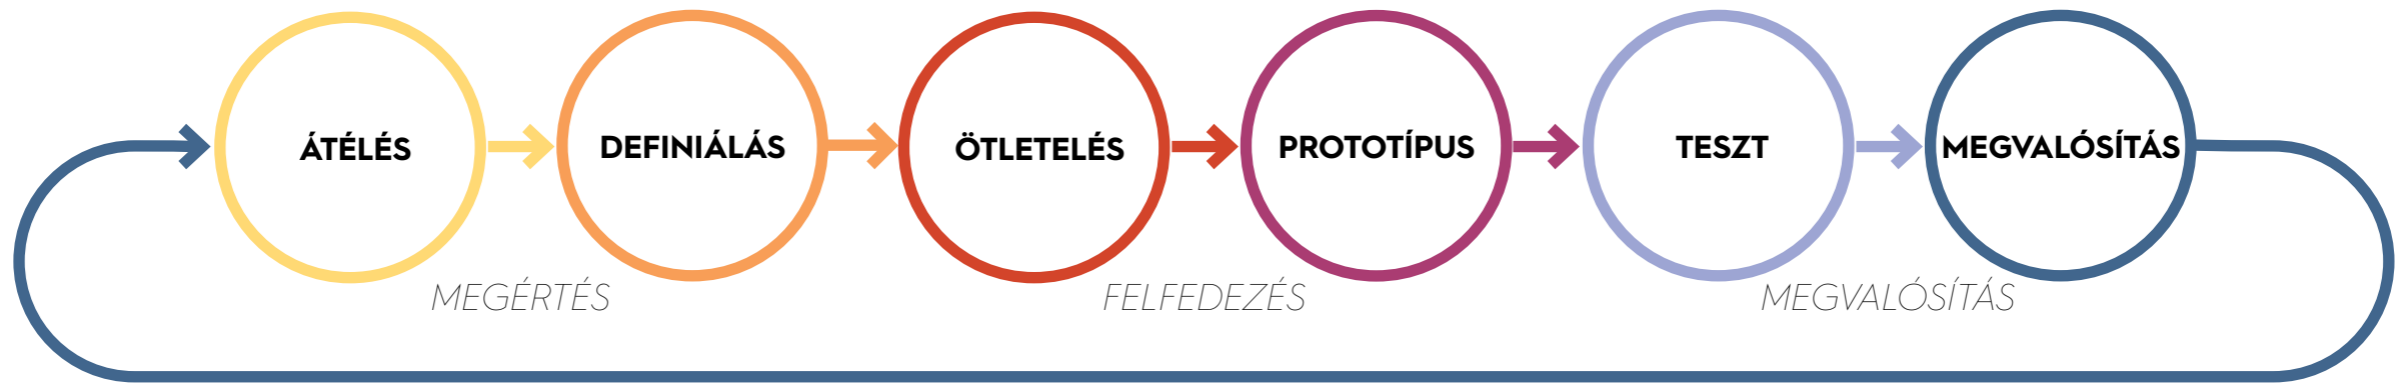 ÁTÉLÉS
DEFINIÁLÁS
ÖTLETELÉS
PROTOTÍPUS
TESZT
MEGVALÓSÍTÁS
MEGÉRTÉS
FELFEDEZÉS
MEGVALÓSÍTÁS